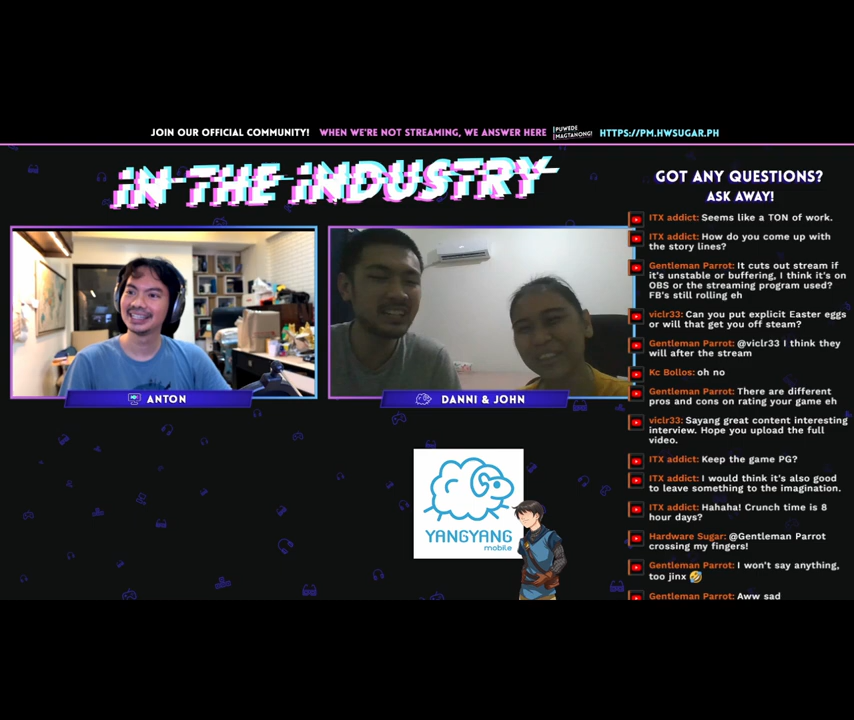 JOIN OUR OFFICIAL COMMUNITY! WHEN WE'RE NOT STREAMING, WE ANSWER HERE PUWEDE MAGTANONG! HTTPS://PM.HWSUGAR.PH
IN THE INDUSTRY
GOT ANY QUESTIONS?
ASK AWAY!
ANTON
DANNI & JOHN
YANGYANG
mobile
ITX addict: Seems like a TON of work.
ITX addict: How do you come up with
the story lines?
Gentleman Parrot: It cuts out stream if
it's unstable or buffering, I think it's on
OBS or the streaming program used?
FB's still rolling eh
viclr33: Can you put explicit Easter eggs
or will that get you off steam?
Gentleman Parrot: @viclr33 I think they
will after the stream
Kc Bollos: oh no
Gentleman Parrot: There are different
pros and cons on rating your game eh
viclr33: Sayang great content interesting
interview. Hope you upload the full
video.
ITX addict: Keep the game PG?
ITX addict: I would think it's also good
to leave something to the imagination.
ITX addict: Hahaha! Crunch time is 8
hour days?
Hardware Sugar: @Gentleman Parrot
crossing my fingers!
Gentleman Parrot: I won't say anything,
too jinx 🤣
Gentleman Parrot: Aww sad